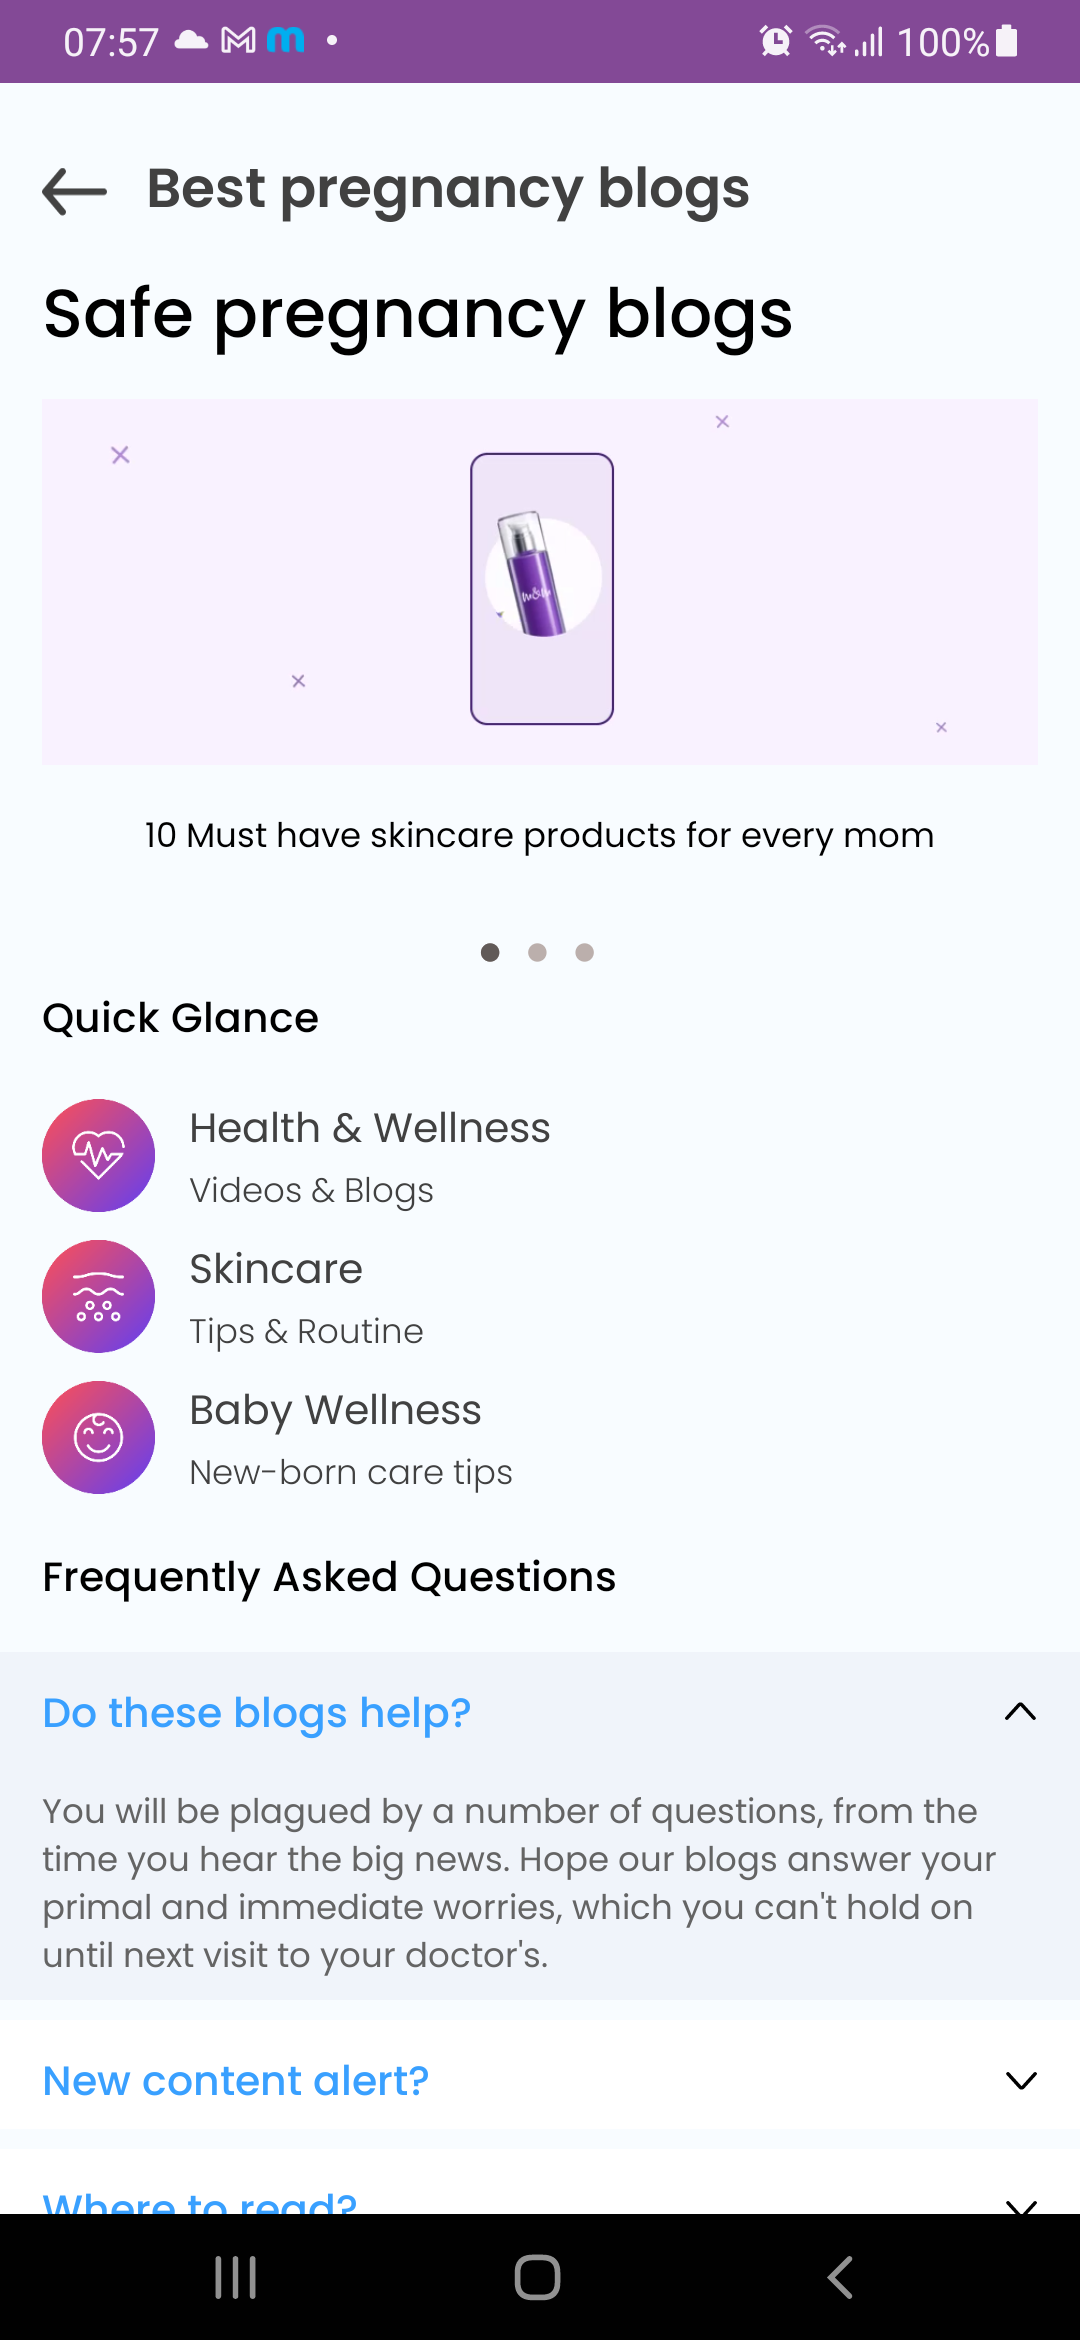 07:57 100%
Best pregnancy blogs
Safe pregnancy blogs
m&m
10 Must have skincare products for every mom
Quick Glance
Health & Wellness
Videos & Blogs
Skincare
Tips & Routine
Baby Wellness
New-born care tips
Frequently Asked Questions
Do these blogs help?
You will be plagued by a number of questions, from the
time you hear the big news. Hope our blogs answer your
primal and immediate worries, which you can't hold on
until next visit to your doctor's.
New content alert?
Where to read?